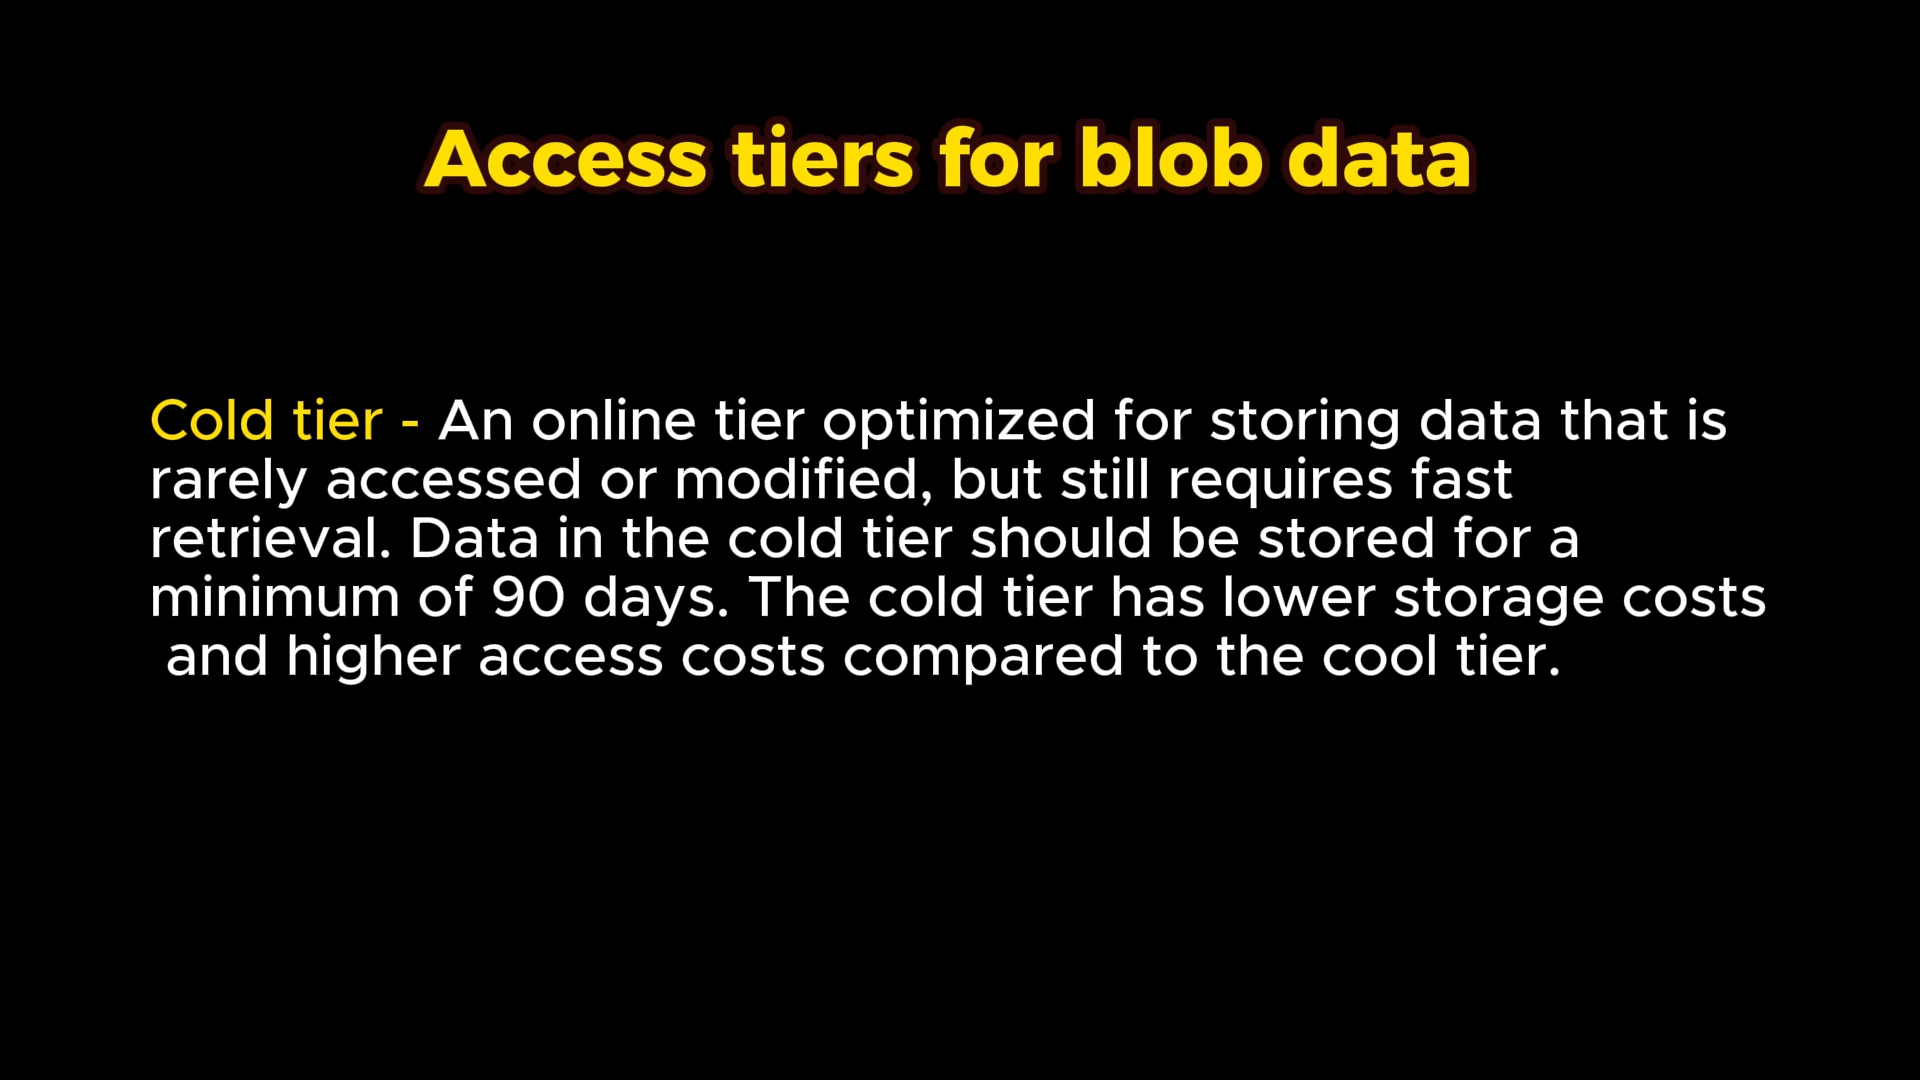 Access tiers for blob data
Cold tier - An online tier optimized for storing data that is
rarely accessed or modified, but still requires fast
retrieval. Data in the cold tier should be stored for a
minimum of 90 days. The cold tier has lower storage costs
and higher access costs compared to the cool tier.